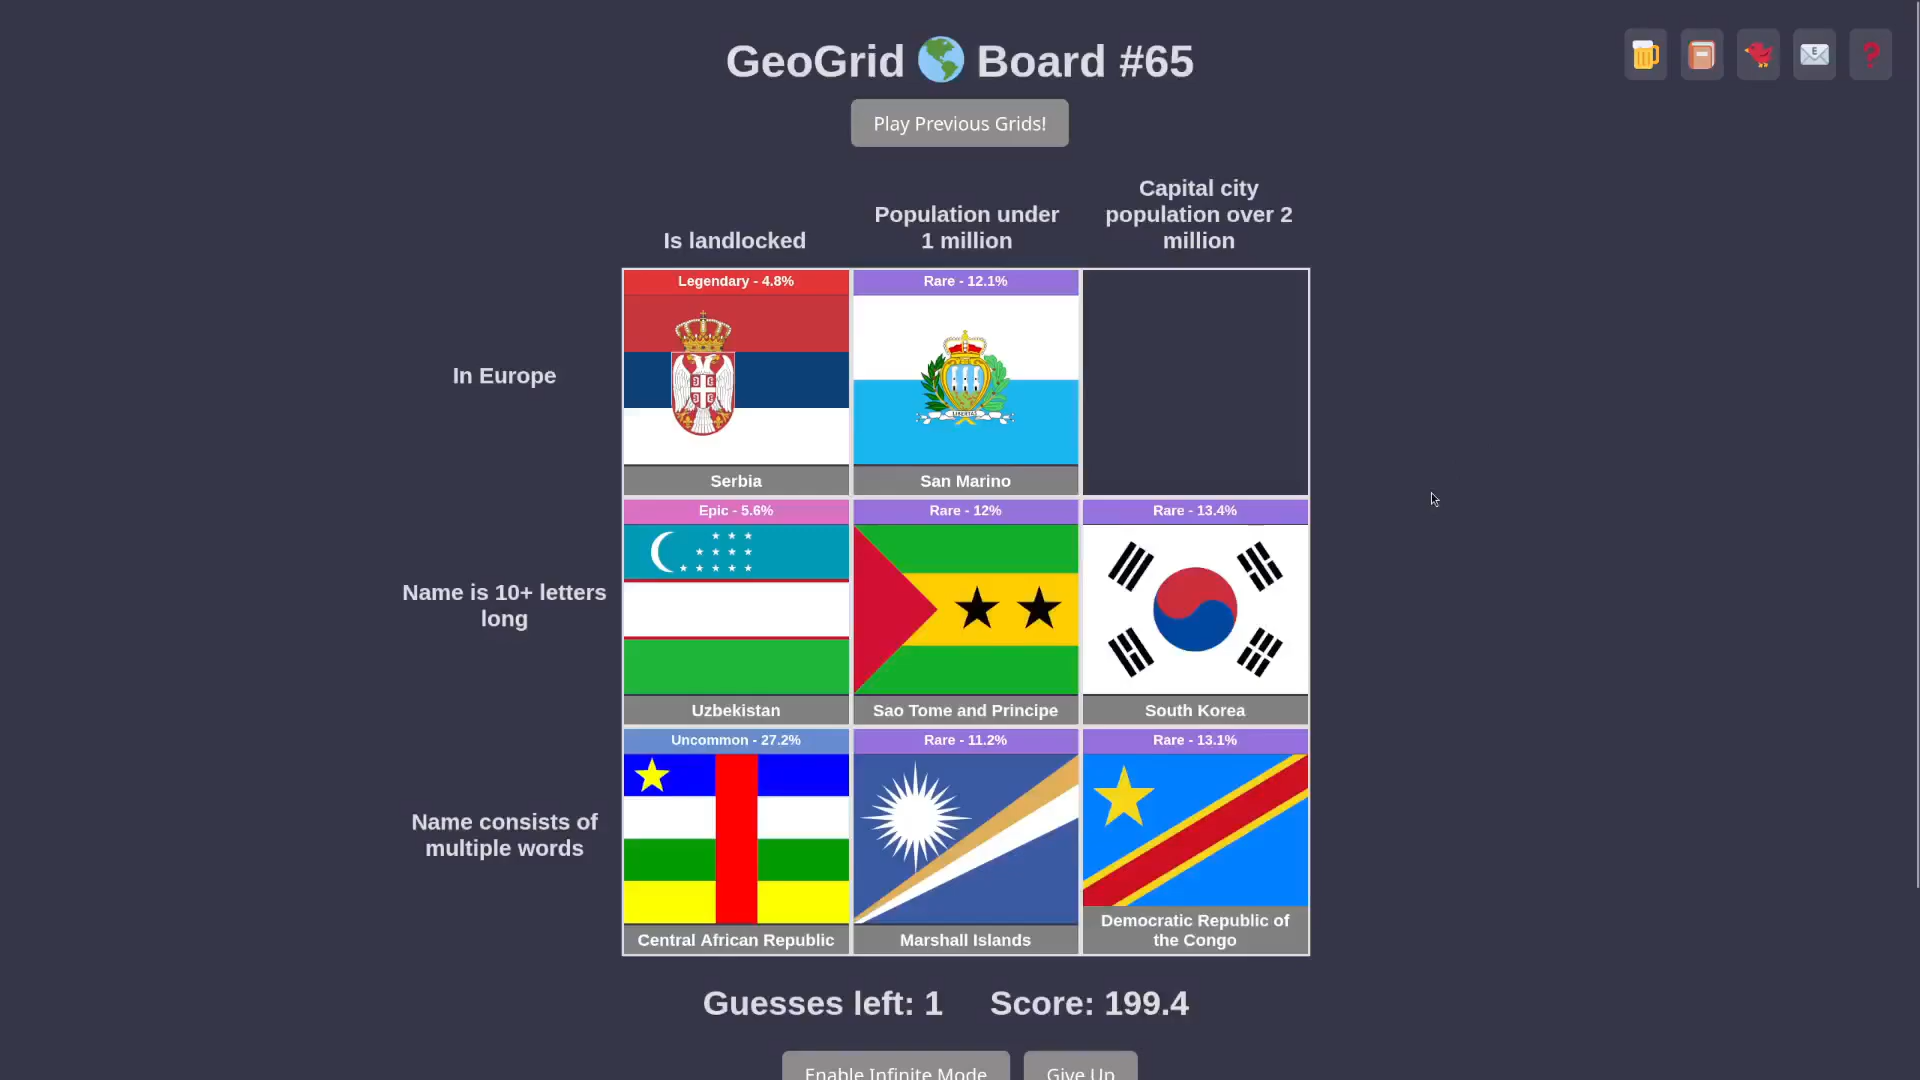 GeoGrid Board #65
Play Previous Grids!
Is landlocked
Population under
1 million
Capital city
population over 2
million
In Europe
Legendary - 4.8%
Serbia
Rare - 12.1%
LIBERTAS
San Marino
Name is 10+ letters
long
Epic - 5.6%
Uzbekistan
Rare - 12%
Sao Tome and Principe
Rare - 13.4%
South Korea
Name consists of
multiple words
Uncommon - 27.2%
Central African Republic
Rare - 11.2%
Marshall Islands
Rare - 13.1%
Democratic Republic of
the Congo
Guesses left: 1
Score: 199.4
Enable Infinite Mode
Give Up